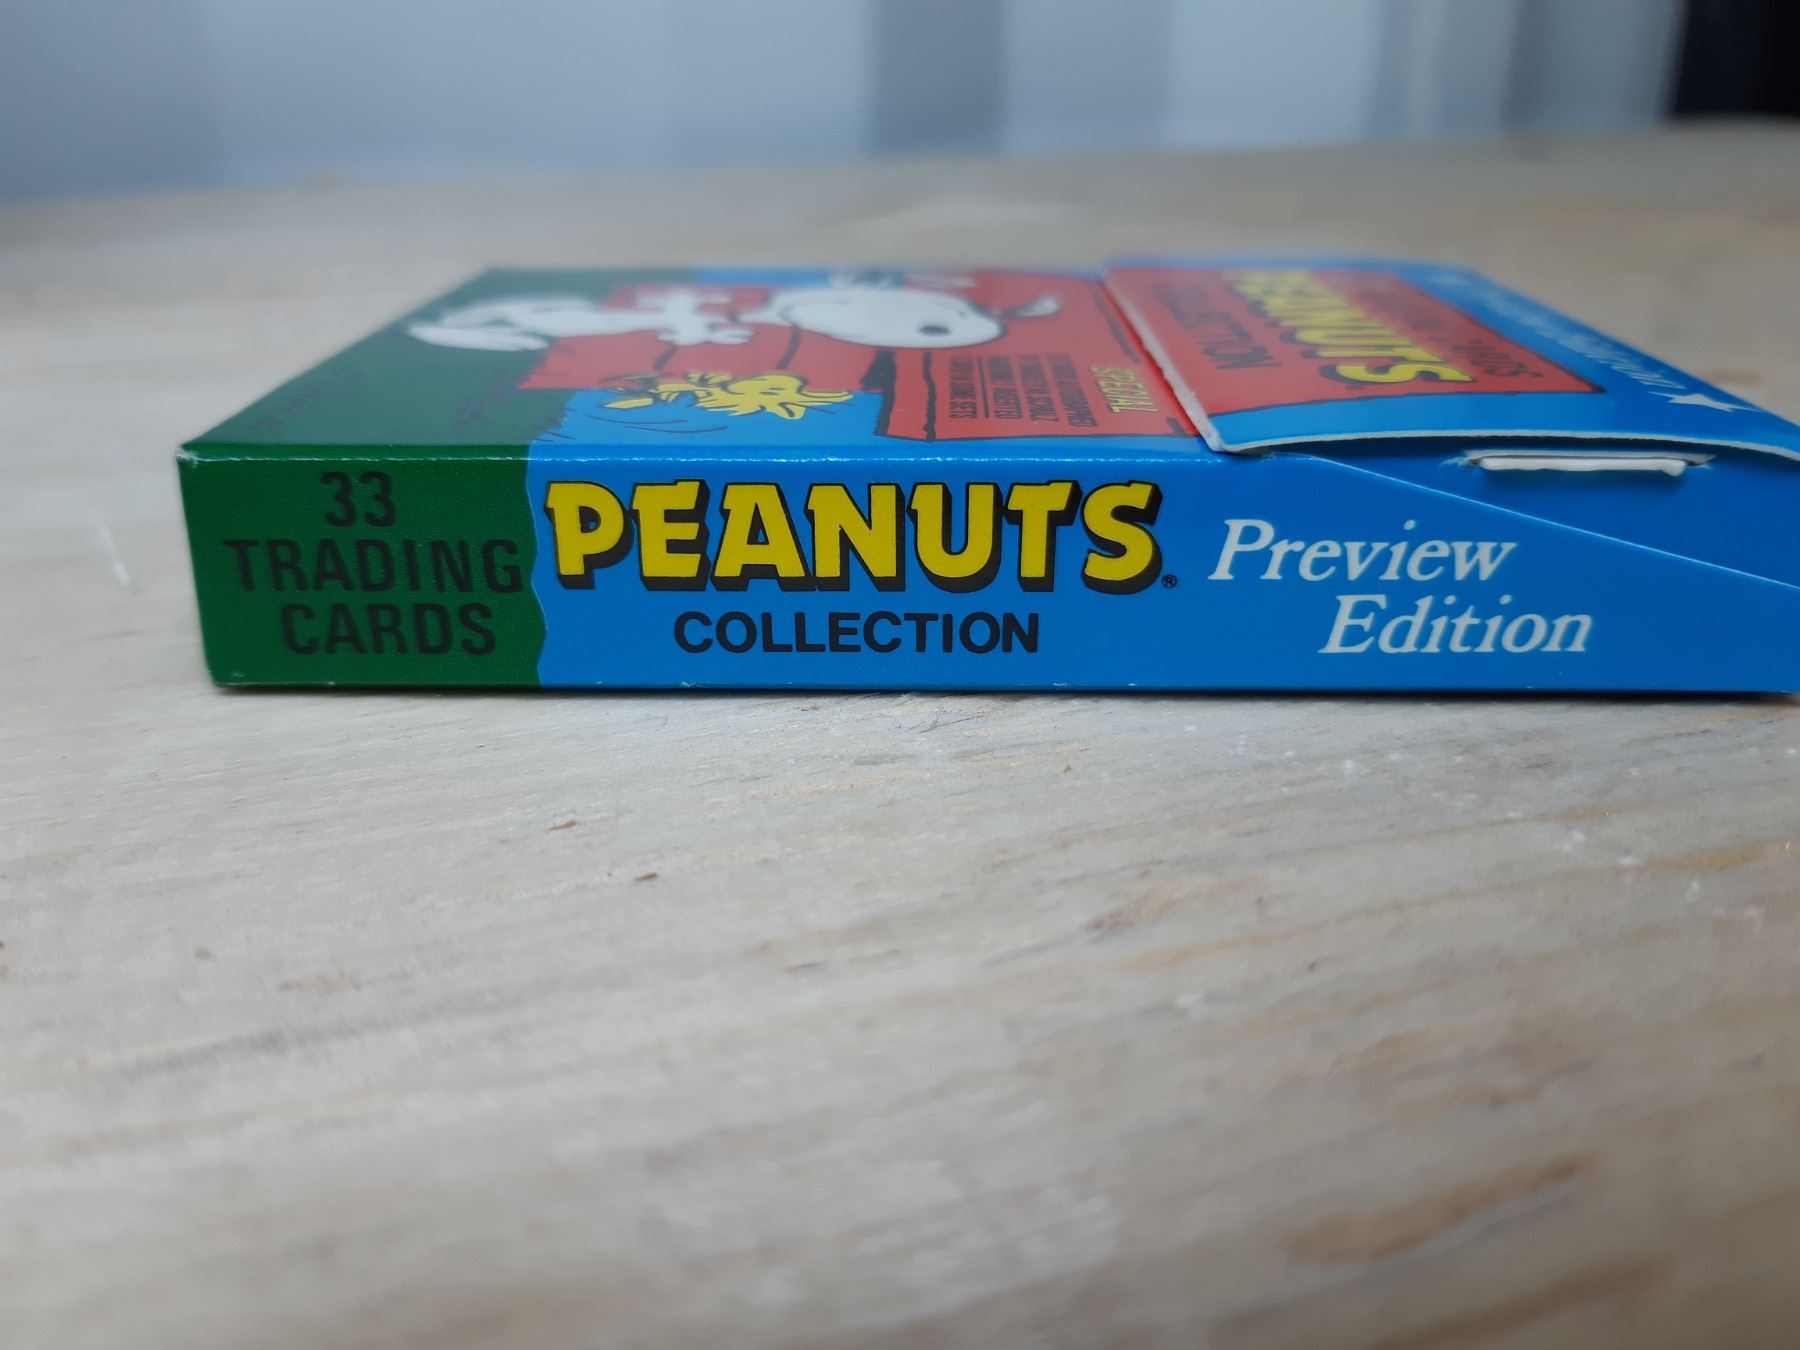 33
TRADING
CARDS
PEANUTS®
COLLECTION
Preview
Edition
PEANUTS
COLLECTION
SPECIAL